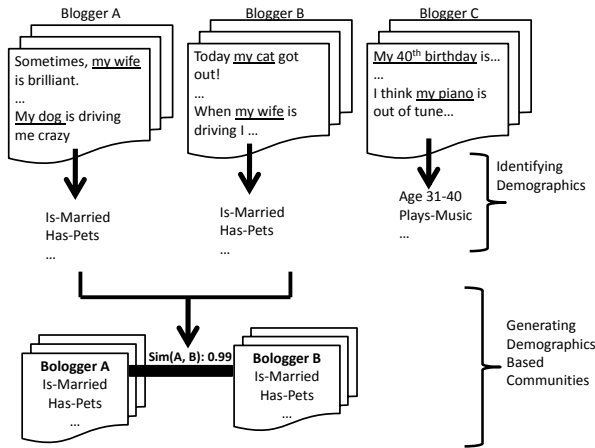 Blogger A
Blogger B
Blogger C
Sometimes, my wife
is brilliant.
…
My dog is driving
me crazy
Today my cat got
out!
…
When my wife is
driving I …
My 40th birthday is…
…
I think my piano is
out of tune…
Is-Married
Has-Pets
…
Is-Married
Has-Pets
…
Age 31-40
Plays-Music
…
Identifying
Demographics
Bologger A
Is-Married
Has-Pets
…
Sim(A, B): 0.99
Bologger B
Is-Married
Has-Pets
…
Generating
Demographics
Based
Communities